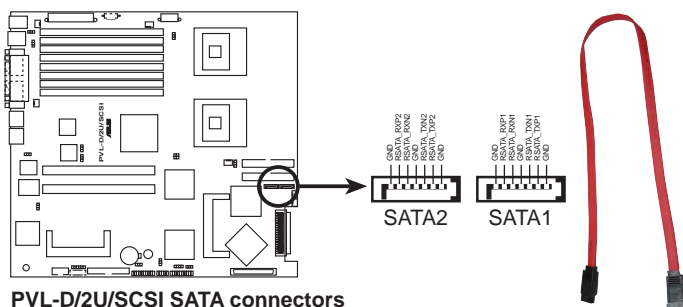 PVL-D/2U/SCSI
ASUS
GND
RSATA_RXP2
RSATA_RXN2
GND
RSATA_TXN2
RSATA_TXP2
GND
SATA2
GND
RSATA_RXP1
RSATA_RXN1
GND
RSATA_TXN1
RSATA_TXP1
GND
SATA1
PVL-D/2U/SCSI SATA connectors